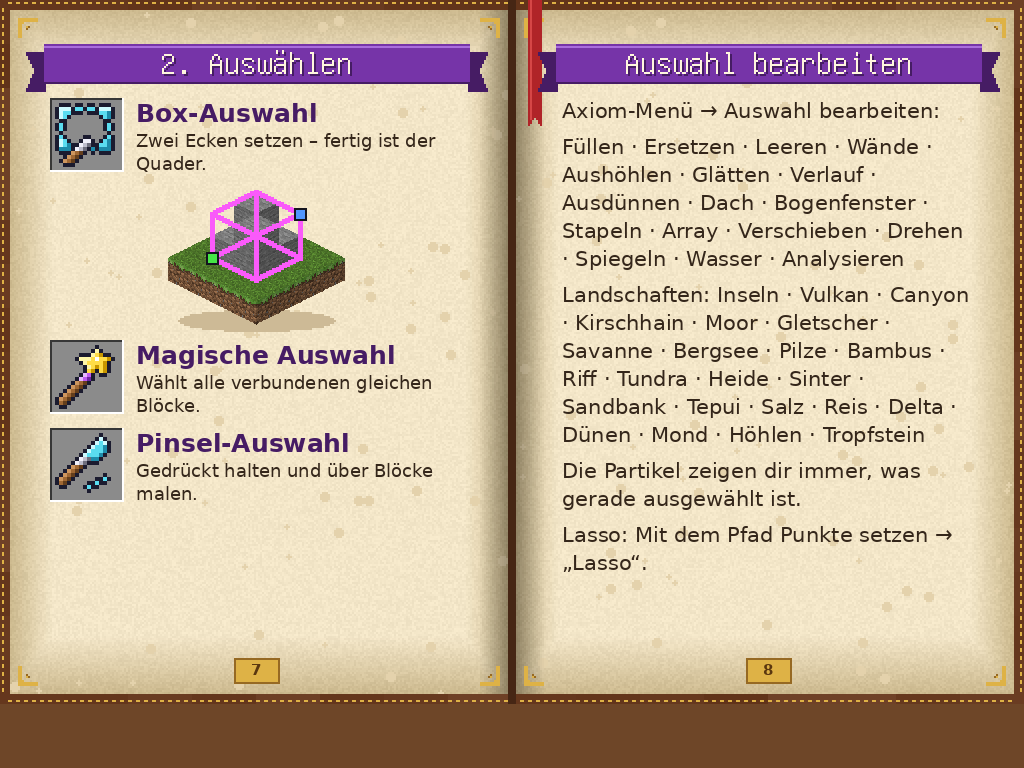 2. Auswählen
Box-Auswahl
Zwei Ecken setzen – fertig ist der
Quader.
Magische Auswahl
Wählt alle verbundenen gleichen
Blöcke.
Pinsel-Auswahl
Gedrückt halten und über Blöcke
malen.
7
Auswahl bearbeiten
Axiom-Menü → Auswahl bearbeiten:
Füllen · Ersetzen · Leeren · Wände ·
Aushöhlen · Glätten · Verlauf ·
Ausdünnen · Dach · Bogenfenster ·
Stapeln · Array · Verschieben · Drehen
· Spiegeln · Wasser · Analysieren
Landschaften: Inseln · Vulkan · Canyon
· Kirschhain · Moor · Gletscher ·
Savanne · Bergsee · Pilze · Bambus ·
Riff · Tundra · Heide · Sinter ·
Sandbank · Tepui · Salz · Reis · Delta ·
Dünen · Mond · Höhlen · Tropfstein
Die Partikel zeigen dir immer, was
gerade ausgewählt ist.
Lasso: Mit dem Pfad Punkte setzen →
„Lasso“.
8